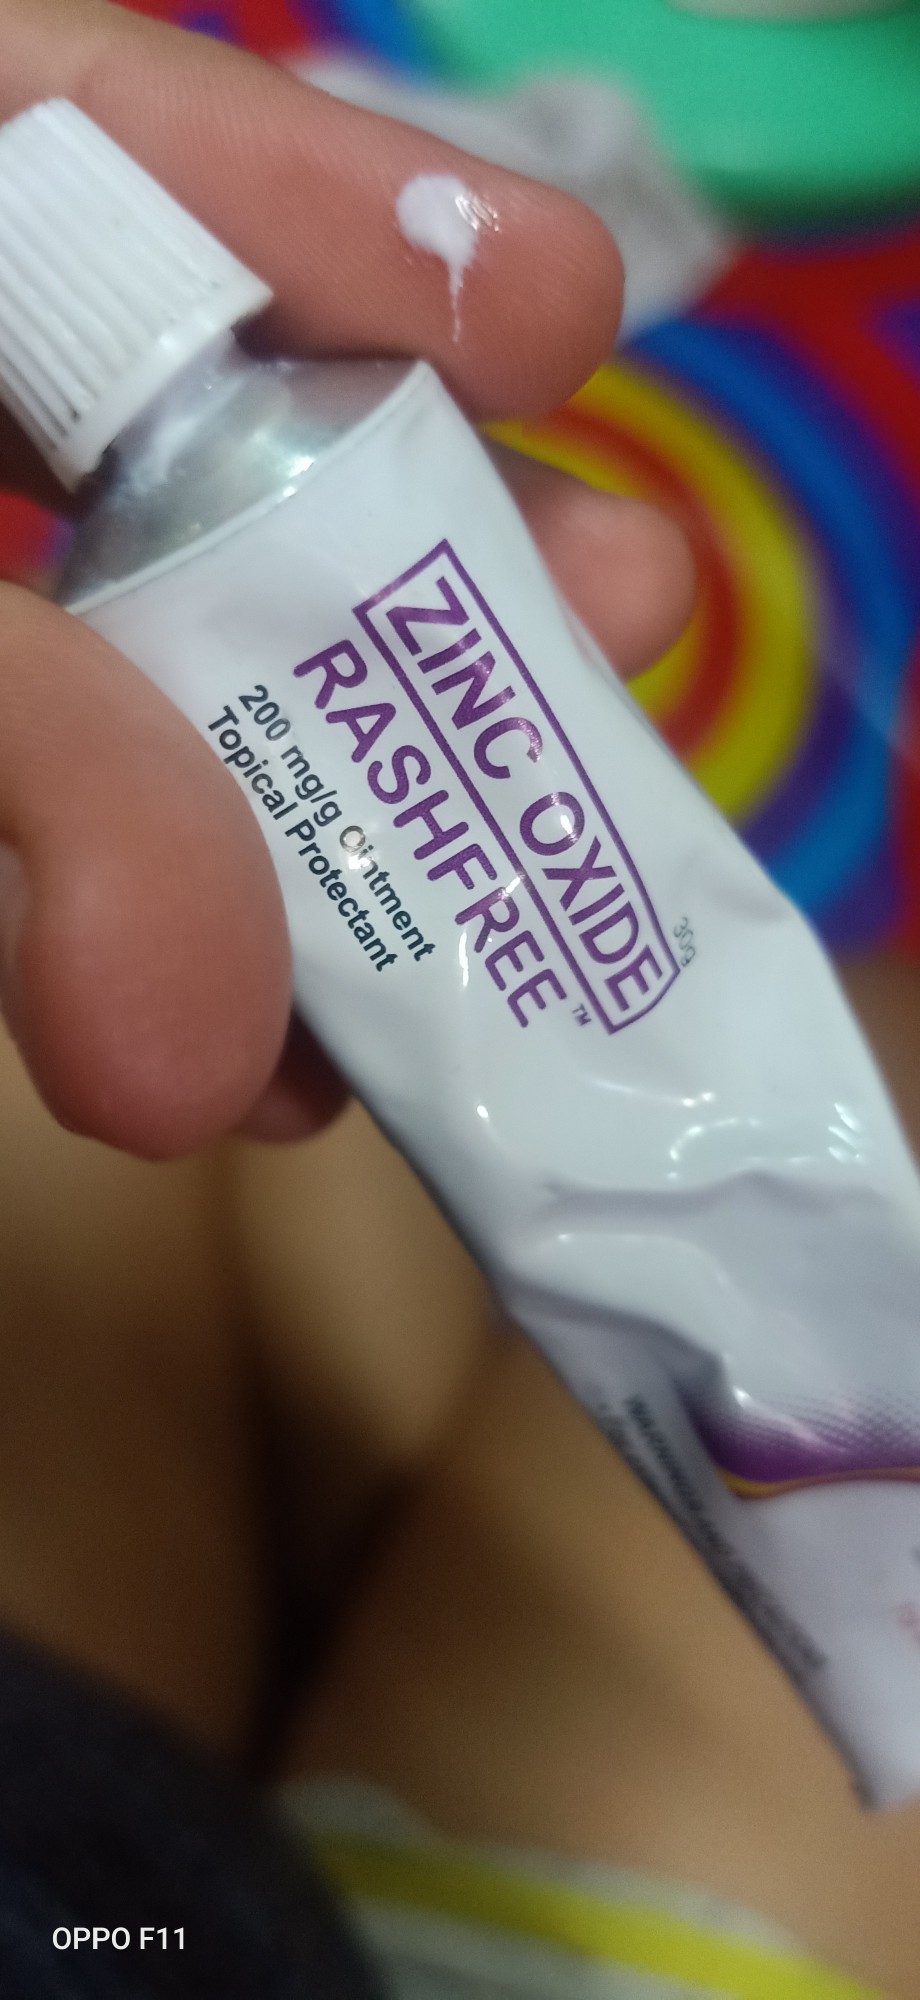 ZINC OXIDE
30g
RASHFREE™
200 mg/g Ointment
Topical Protectant
OPPO F11